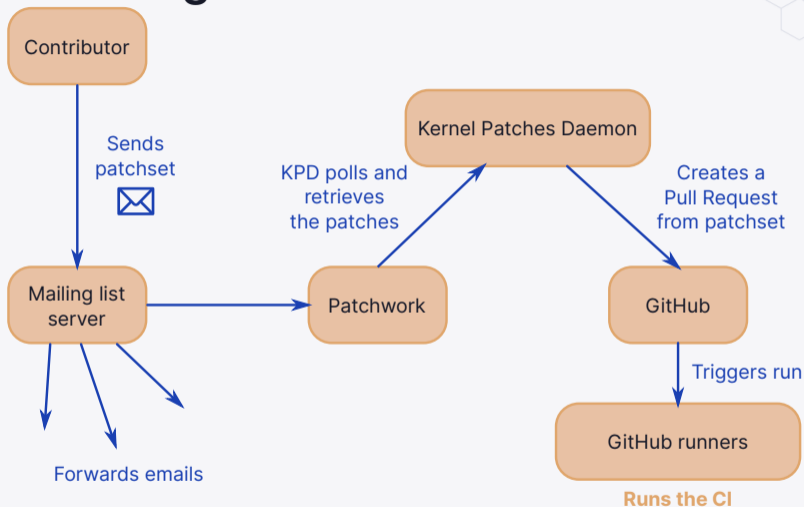 Contributor
Sends
patchset
Kernel Patches Daemon
KPD polls and
retrieves
the patches
Creates a
Pull Request
from patchset
Mailing list
server
Patchwork
GitHub
Triggers run
GitHub runners
Forwards emails
Runs the CI